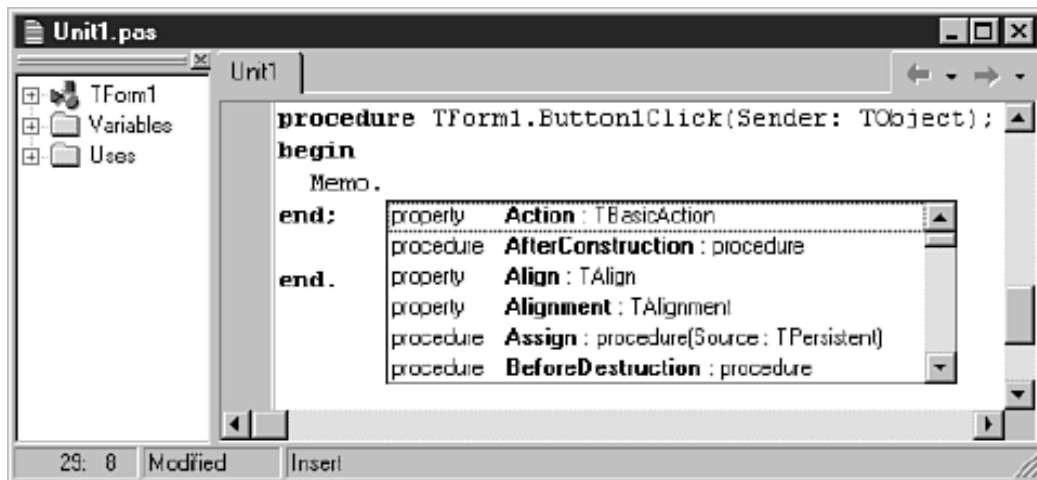 Unit1.pas
TForm1
Variables
Uses
Unit1
procedure TForm1.Button1Click(Sender: TObject);
begin
Memo.
end;
end.
property Action : TBasicAction
procedure AfterConstruction : procedure
property Align : TAlign
property Alignment : TAlignment
procedure Assign : procedure(Source : TPersistent)
procedure BeforeDestruction : procedure
29: 8 Modified Insert